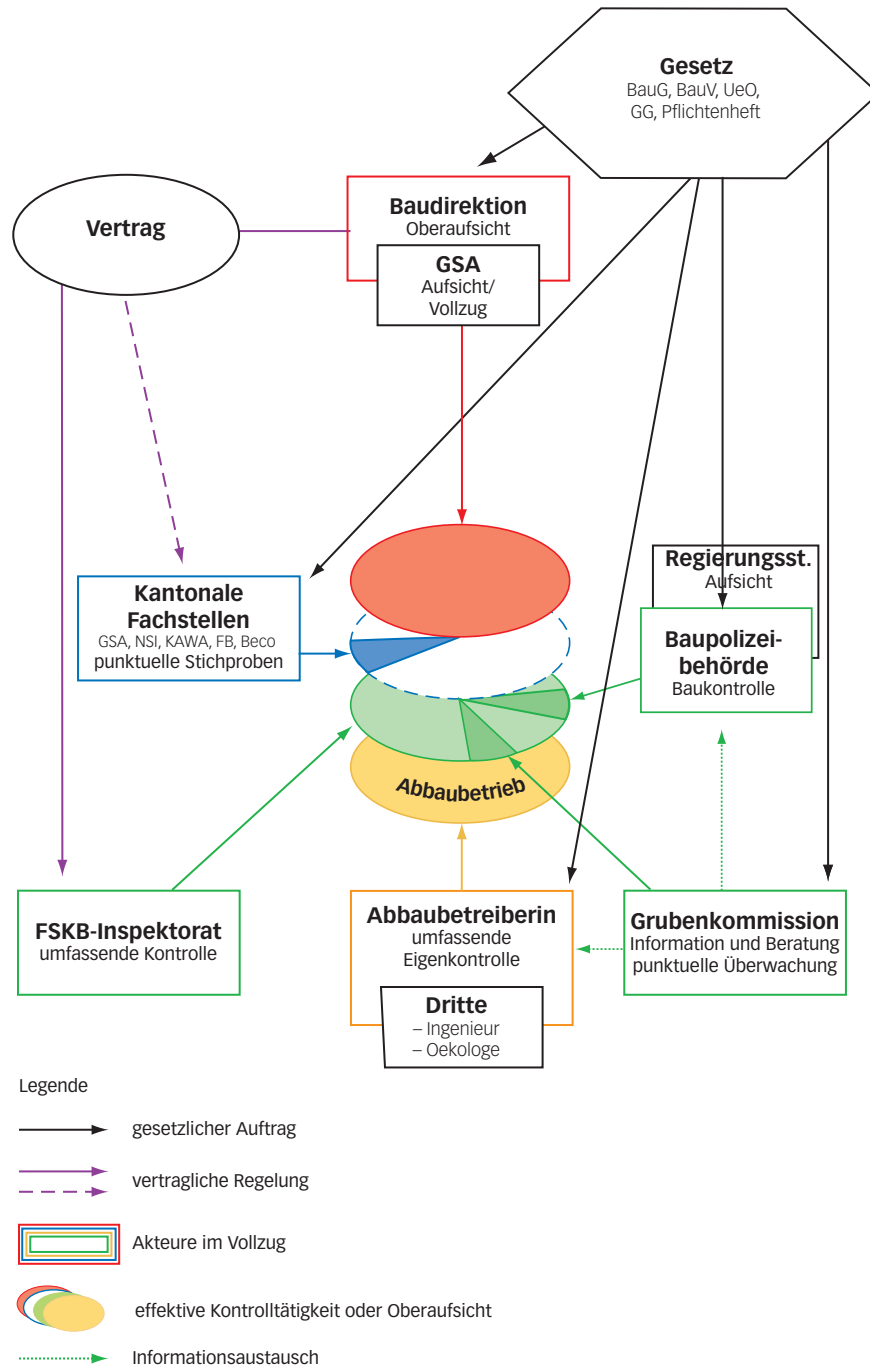 Gesetz
BauG, BauV, UeO,
GG, Pflichtenheft
Baudirektion
Oberaufsicht
Vertrag
GSA
Aufsicht/
Vollzug
Kantonale
Fachstellen
GSA, NSI, KAWA, FB, Beco
punktuelle Stichproben
Regierungsst.
Aufsicht
Baupolizei-
behörde
Baukontrolle
Abbaubetrieb
FSKB-Inspektorat
umfassende Kontrolle
Abbaubetreiberin
umfassende
Eigenkontrolle
Dritte
– Ingenieur
– Oekologe
Grubenkommission
Information und Beratung
punktuelle Überwachung
Legende
gesetzlicher Auftrag
vertragliche Regelung
Akteure im Vollzug
effektive Kontrolltätigkeit oder Oberaufsicht
Informationsaustausch